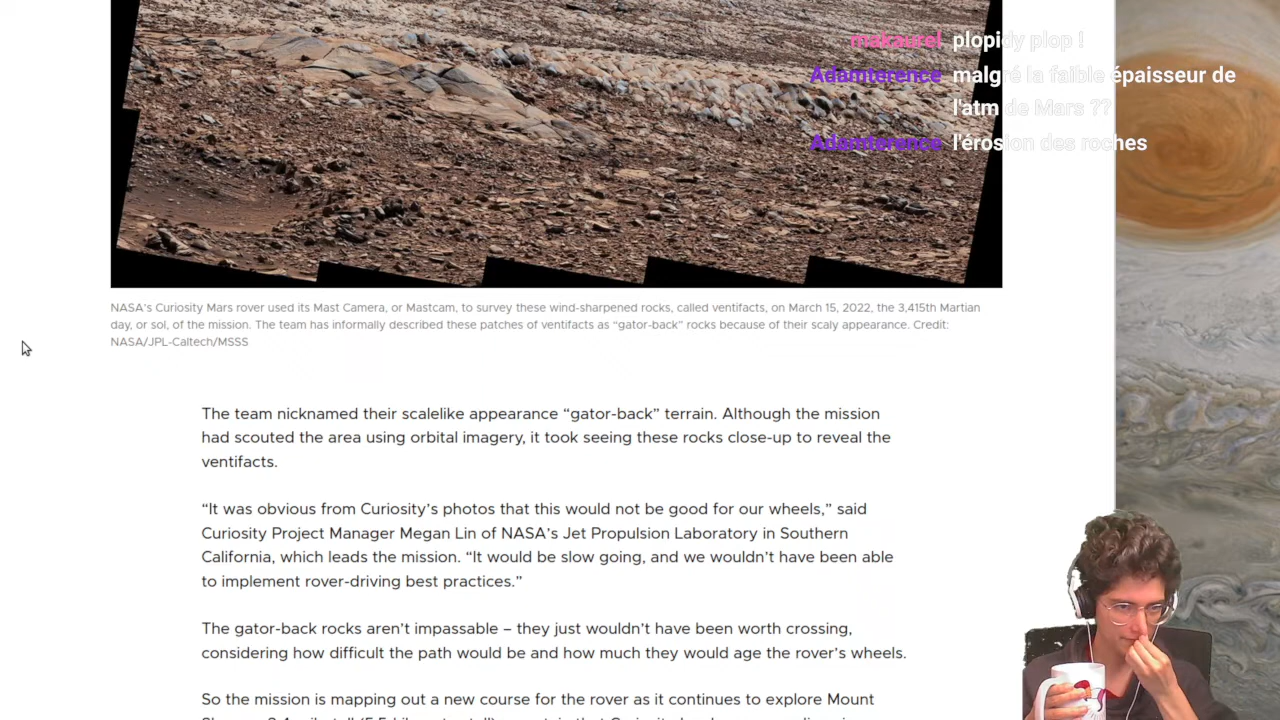 makaurel plopidy plop !
Adamterence malgré la faible épaisseur de
l'atm de Mars ??
Adamterence l'érosion des roches
NASA's Curiosity Mars rover used its Mast Camera, or Mastcam, to survey these wind-sharpened rocks, called ventifacts, on March 15, 2022, the 3,415th Martian
day, or sol, of the mission. The team has informally described these patches of ventifacts as “gator-back” rocks because of their scaly appearance. Credit:
NASA/JPL-Caltech/MSSS
The team nicknamed their scalelike appearance “gator-back” terrain. Although the mission
had scouted the area using orbital imagery, it took seeing these rocks close-up to reveal the
ventifacts.
“It was obvious from Curiosity’s photos that this would not be good for our wheels,” said
Curiosity Project Manager Megan Lin of NASA’s Jet Propulsion Laboratory in Southern
California, which leads the mission. “It would be slow going, and we wouldn’t have been able
to implement rover-driving best practices.”
The gator-back rocks aren’t impassable – they just wouldn’t have been worth crossing,
considering how difficult the path would be and how much they would age the rover’s wheels.
So the mission is mapping out a new course for the rover as it continues to explore Mount